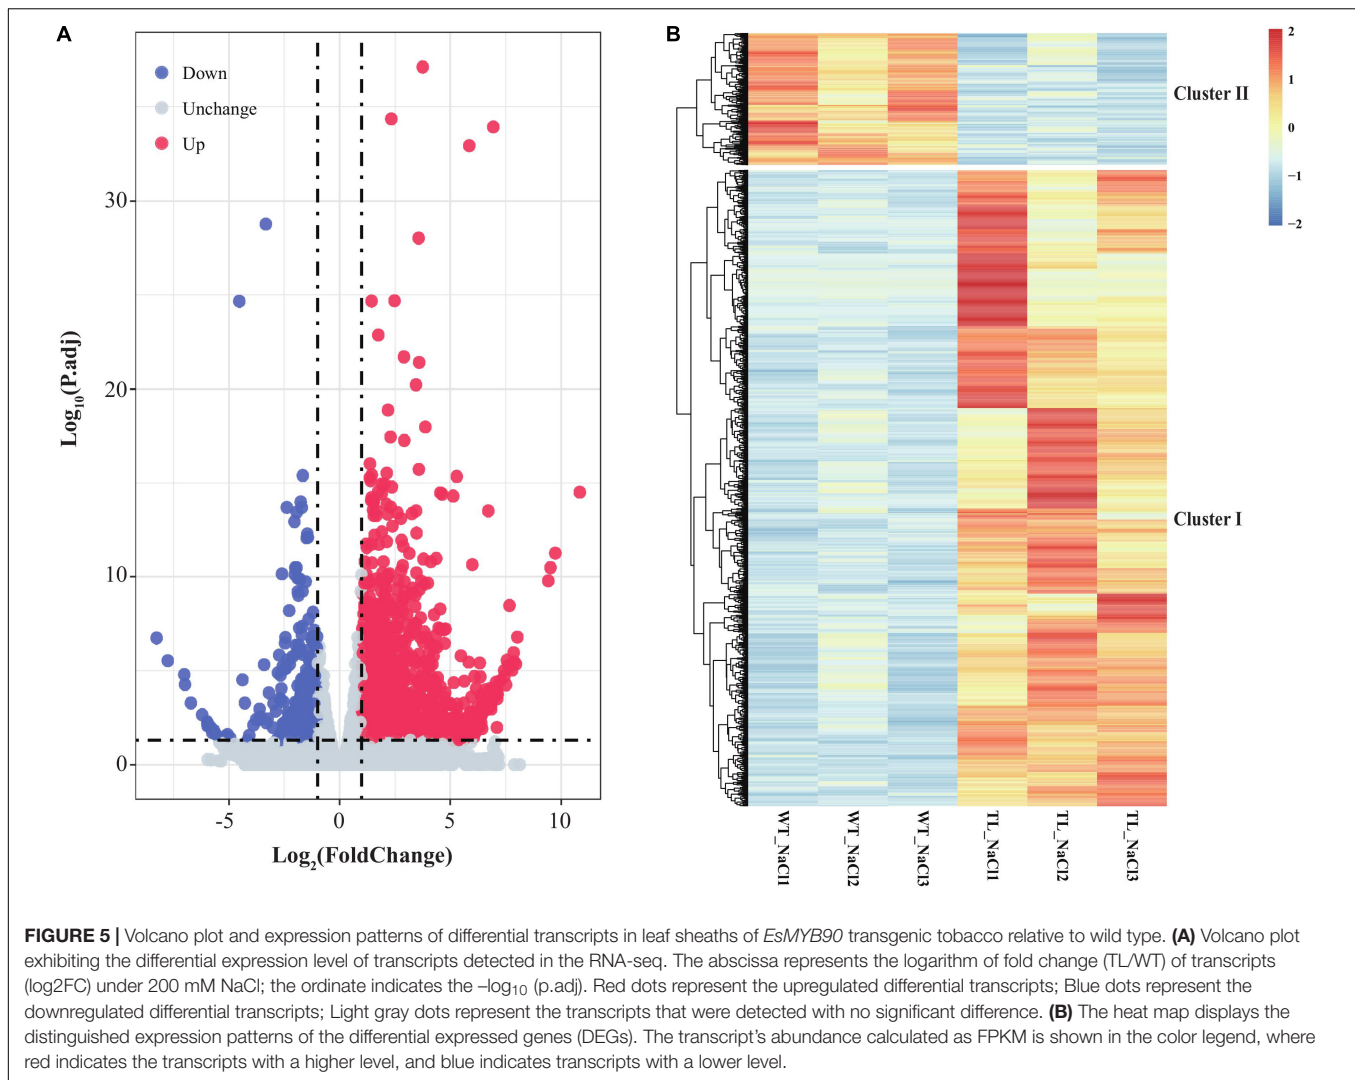 A
Down
Unchange
Up
30
20
10
0
-5
0
5
10
Log10(P.adj)
Log2(FoldChange)
B
2
1
0
−1
−2
Cluster II
Cluster I
WT_NaCl1
WT_NaCl2
WT_NaCl3
TL_NaCl1
TL_NaCl2
TL_NaCl3
FIGURE 5 | Volcano plot and expression patterns of differential transcripts in leaf sheaths of EsMYB90 transgenic tobacco relative to wild type. (A) Volcano plot
exhibiting the differential expression level of transcripts detected in the RNA-seq. The abscissa represents the logarithm of fold change (TL/WT) of transcripts
(log2FC) under 200 mM NaCl; the ordinate indicates the –log10 (p.adj). Red dots represent the upregulated differential transcripts; Blue dots represent the
downregulated differential transcripts; Light gray dots represent the transcripts that were detected with no significant difference. (B) The heat map displays the
distinguished expression patterns of the differential expressed genes (DEGs). The transcript's abundance calculated as FPKM is shown in the color legend, where
red indicates the transcripts with a higher level, and blue indicates transcripts with a lower level.